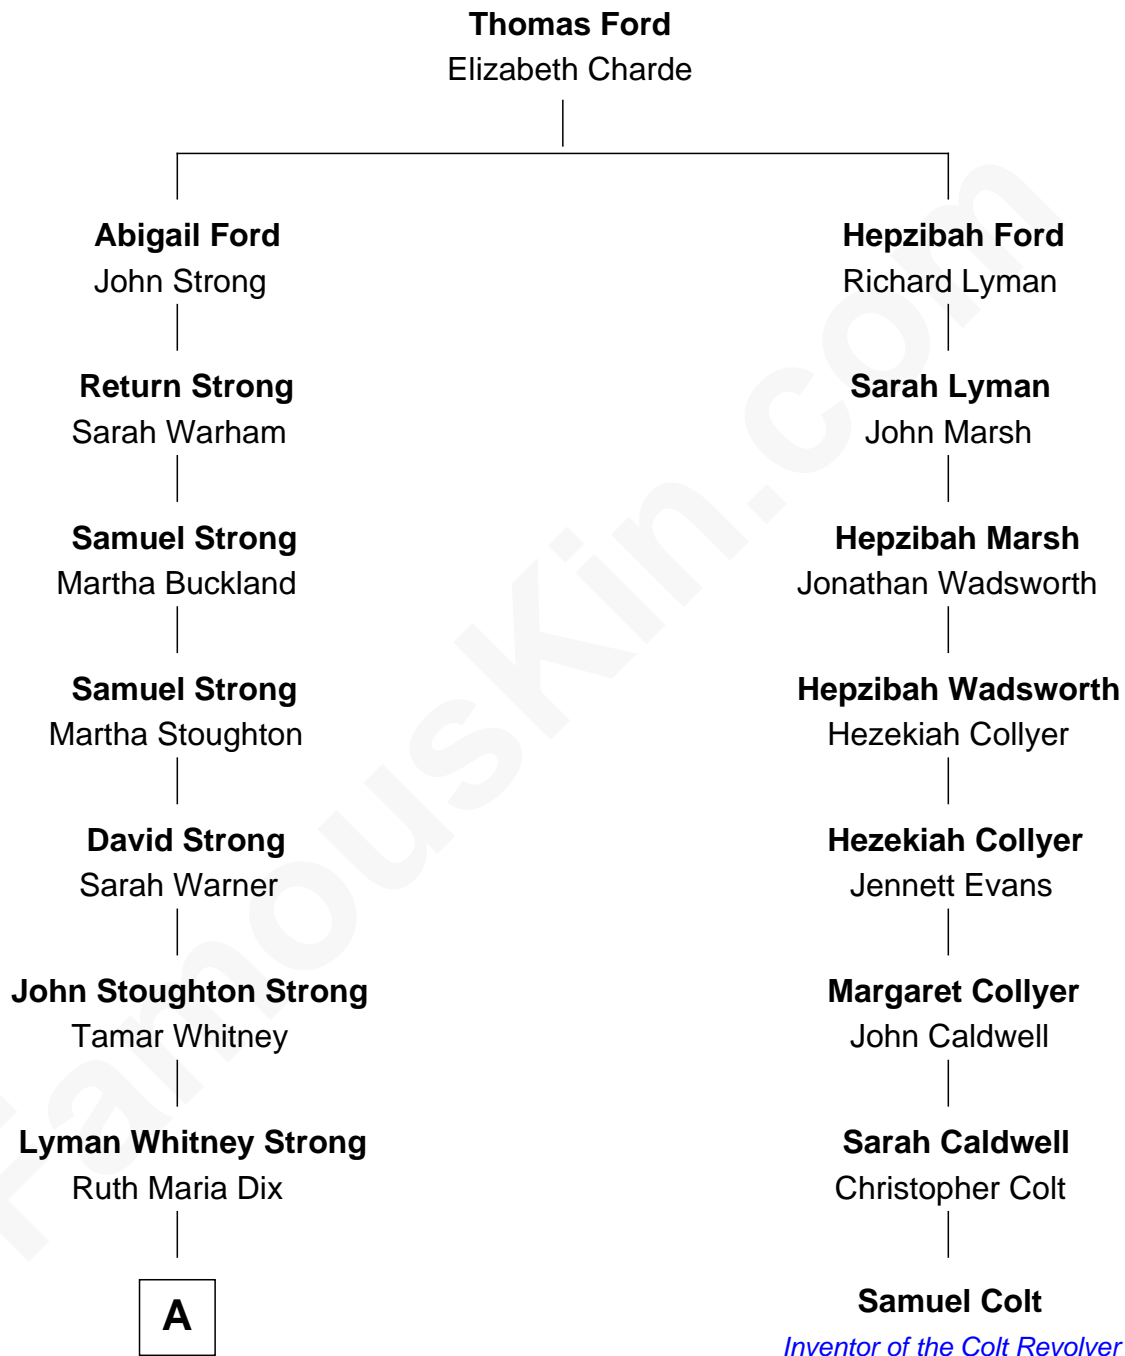 Thomas Ford
Elizabeth Charde
Abigail Ford
John Strong
Hepzibah Ford
Richard Lyman
Return Strong
Sarah Warham
Sarah Lyman
John Marsh
Samuel Strong
Martha Buckland
Hepzibah Marsh
Jonathan Wadsworth
Samuel Strong
Martha Stoughton
Hepzibah Wadsworth
Hezekiah Collyer
David Strong
Sarah Warner
Hezekiah Collyer
Jennett Evans
John Stoughton Strong
Tamar Whitney
Margaret Collyer
John Caldwell
Lyman Whitney Strong
Ruth Maria Dix
Sarah Caldwell
Christopher Colt
A
Samuel Colt
Inventor of the Colt Revolver
FamousKin.com